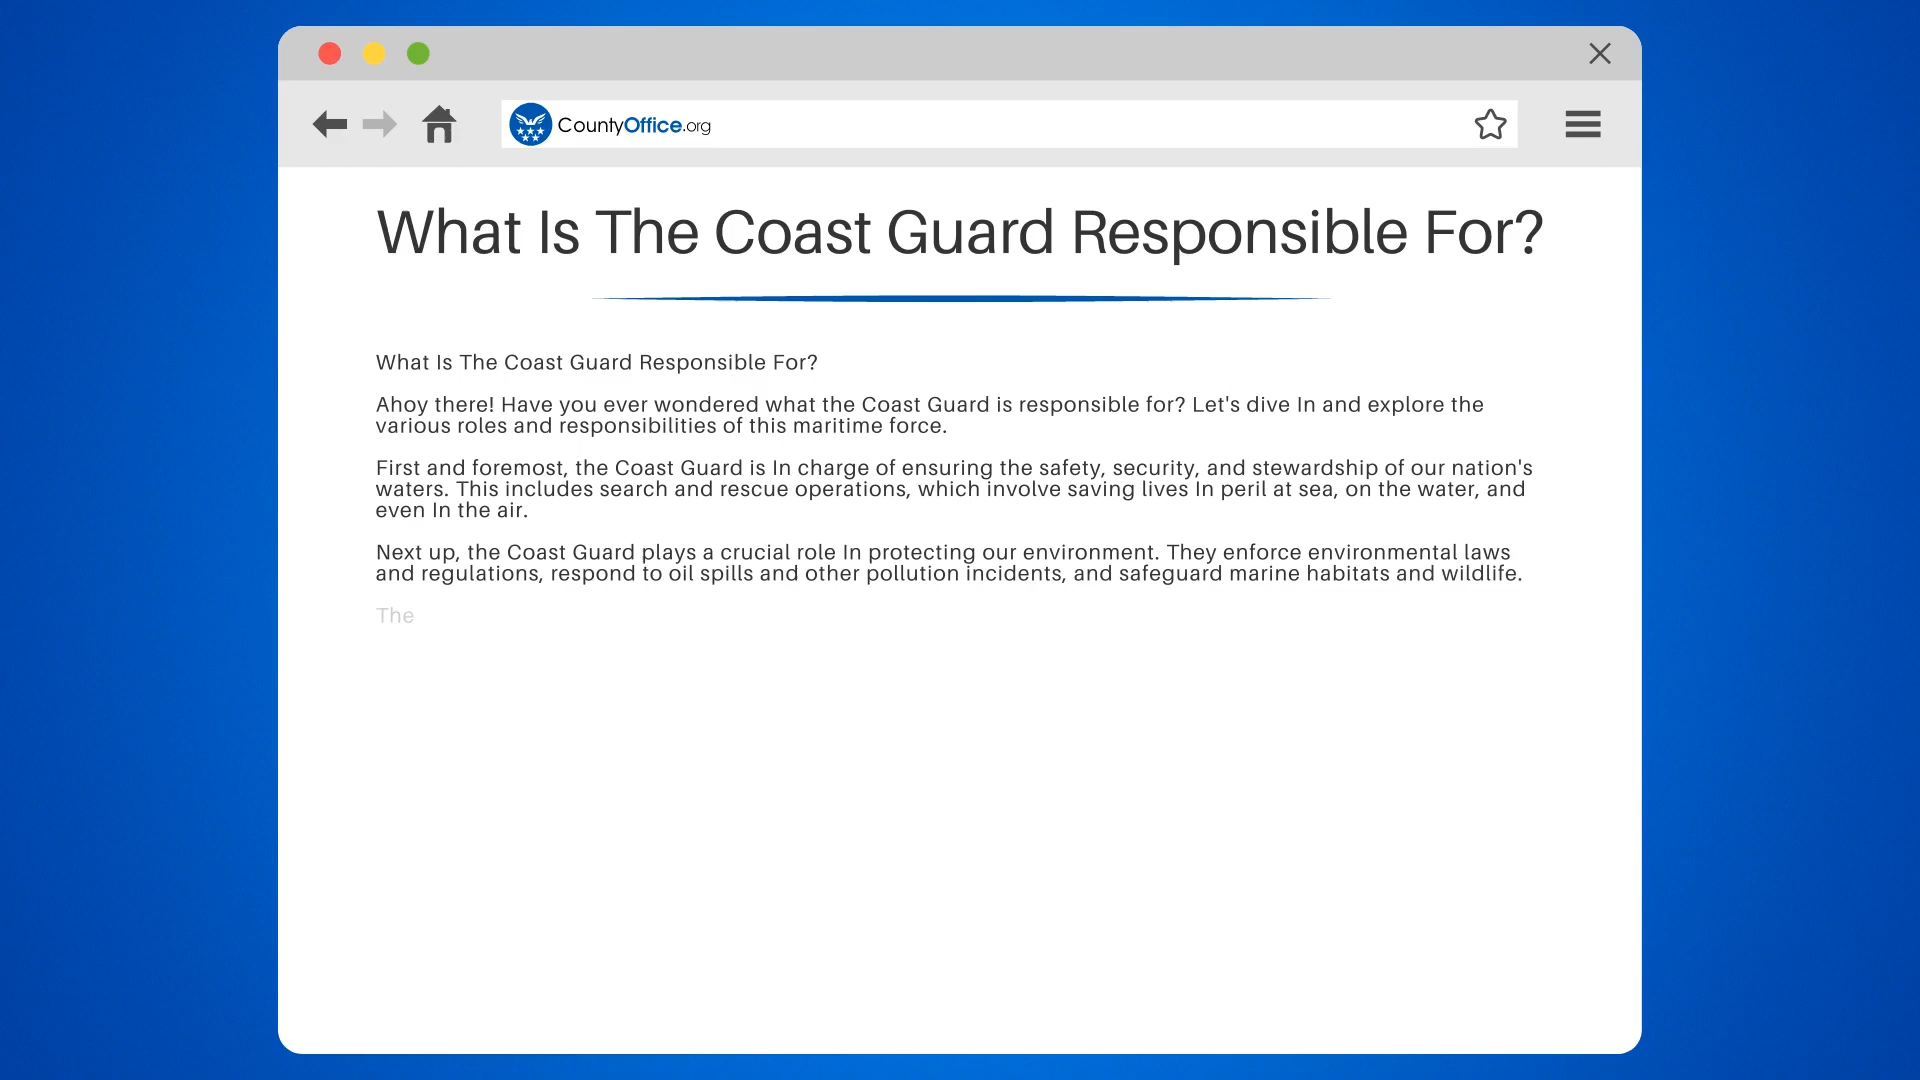 CountyOffice.org
What Is The Coast Guard Responsible For?
What Is The Coast Guard Responsible For?
Ahoy there! Have you ever wondered what the Coast Guard is responsible for? Let's dive In and explore the
various roles and responsibilities of this maritime force.
First and foremost, the Coast Guard is In charge of ensuring the safety, security, and stewardship of our nation's
waters. This includes search and rescue operations, which involve saving lives In peril at sea, on the water, and
even In the air.
Next up, the Coast Guard plays a crucial role In protecting our environment. They enforce environmental laws
and regulations, respond to oil spills and other pollution incidents, and safeguard marine habitats and wildlife.
The